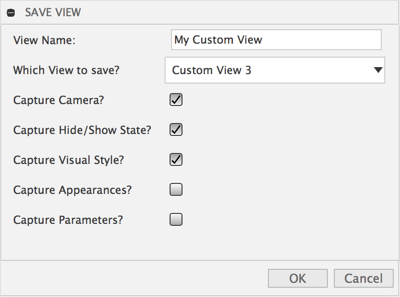 SAVE VIEW
View Name: My Custom View
Which View to save? Custom View 3
Capture Camera?
Capture Hide/Show State?
Capture Visual Style?
Capture Appearances?
Capture Parameters?
OK Cancel